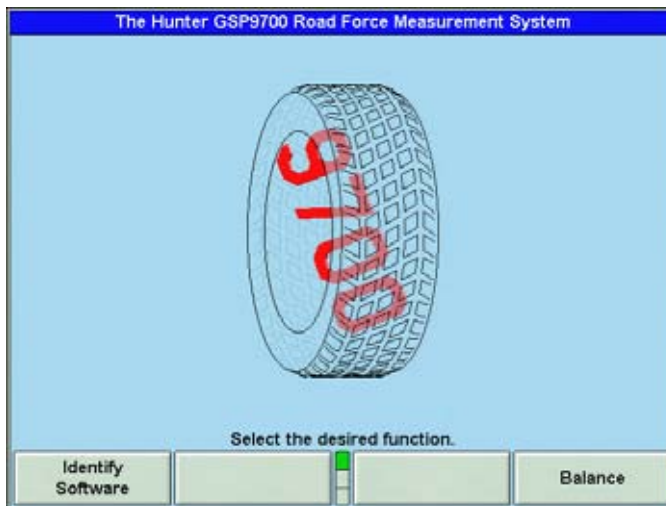 The Hunter GSP9700 Road Force Measurement System
9700
Select the desired function.
Identify
Software
Balance